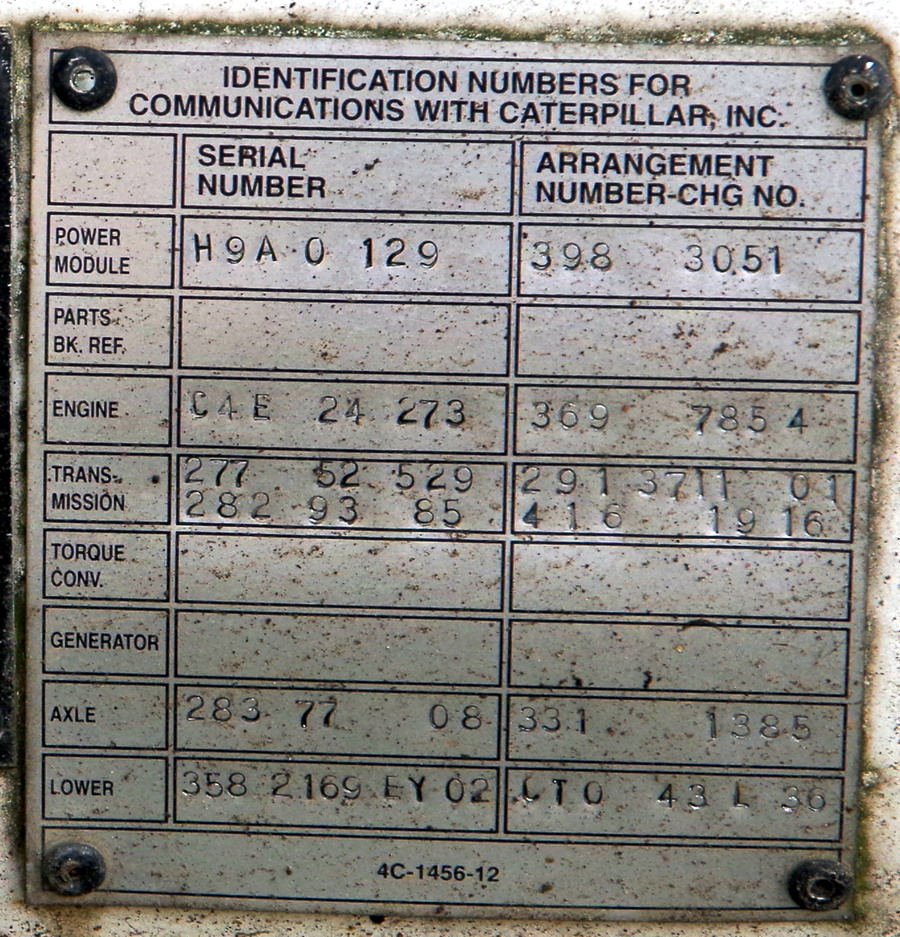 IDENTIFICATION NUMBERS FOR
COMMUNICATIONS WITH CATERPILLAR, INC.
SERIAL
NUMBER
ARRANGEMENT
NUMBER-CHG NO.
POWER
MODULE
H9A 0 129
398 3051
PARTS
BK. REF.
ENGINE
C4E 24 273
369 7854
TRANS-
MISSION
277 52 529
282 93 85
291 3711 01
416 19 16
TORQUE
CONV.
GENERATOR
AXLE
283 77 08
331 1385
LOWER
358 2169 EY 02
43 L 36
4C-1456-12